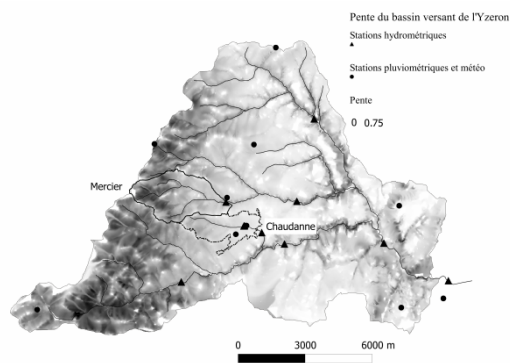 Pente du bassin versant de l'Yzeron
Stations hydrométriques
Stations pluviométriques et météo
Pente
0 0.75
Mercier
Chaudanne
0 3000 6000 m